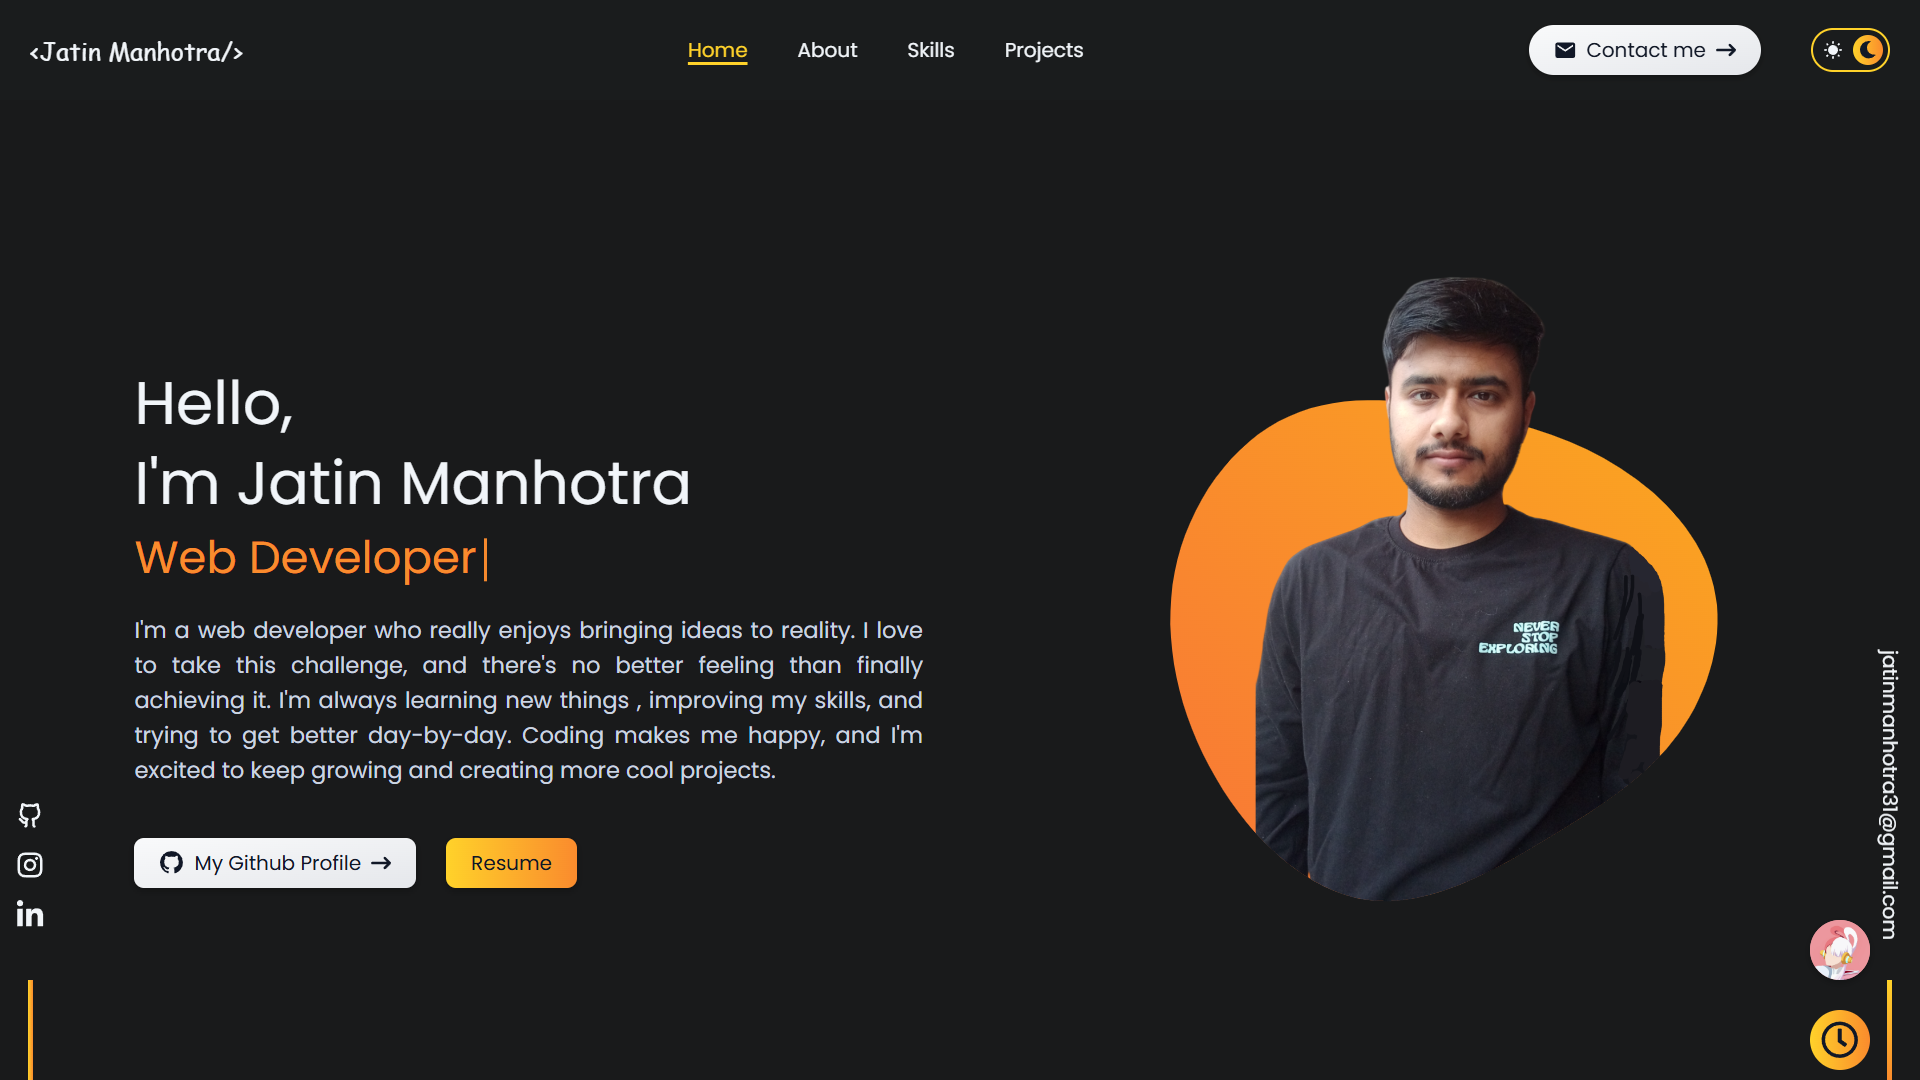 <Jatin Manhotra/>
Home
About
Skills
Projects
Contact me
Hello,
I'm Jatin Manhotra
Web Developer
I'm a web developer who really enjoys bringing ideas to reality. I love
to take this challenge, and there's no better feeling than finally
achieving it. I'm always learning new things , improving my skills, and
trying to get better day-by-day. Coding makes me happy, and I'm
excited to keep growing and creating more cool projects.
My Github Profile
Resume
NEVER
STOP
EXPLORING
jatinmanhotra31@gmail.com